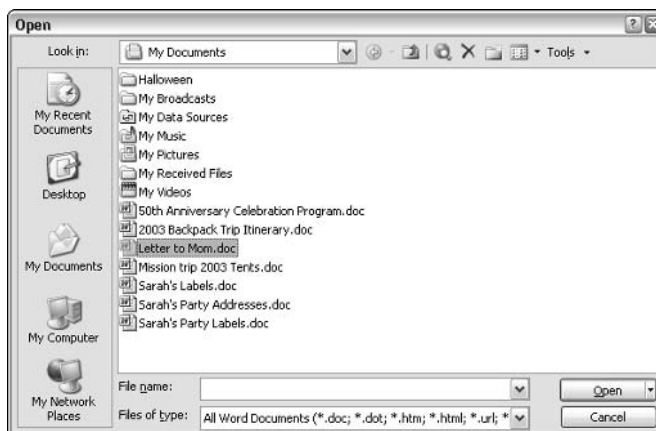 Open
Look in:
My Documents
Tools
My Recent
Documents
Desktop
My Documents
My Computer
My Network
Places
Halloween
My Broadcasts
My Data Sources
My Music
My Pictures
My Received Files
My Videos
50th Anniversary Celebration Program.doc
2003 Backpack Trip Itinerary.doc
Letter to Mom.doc
Mission trip 2003 Tents.doc
Sarah's Labels.doc
Sarah's Party Addresses.doc
Sarah's Party Labels.doc
File name:
Open
Files of type:
All Word Documents (*.doc; *.dot; *.htm; *.html; *.url; *
Cancel